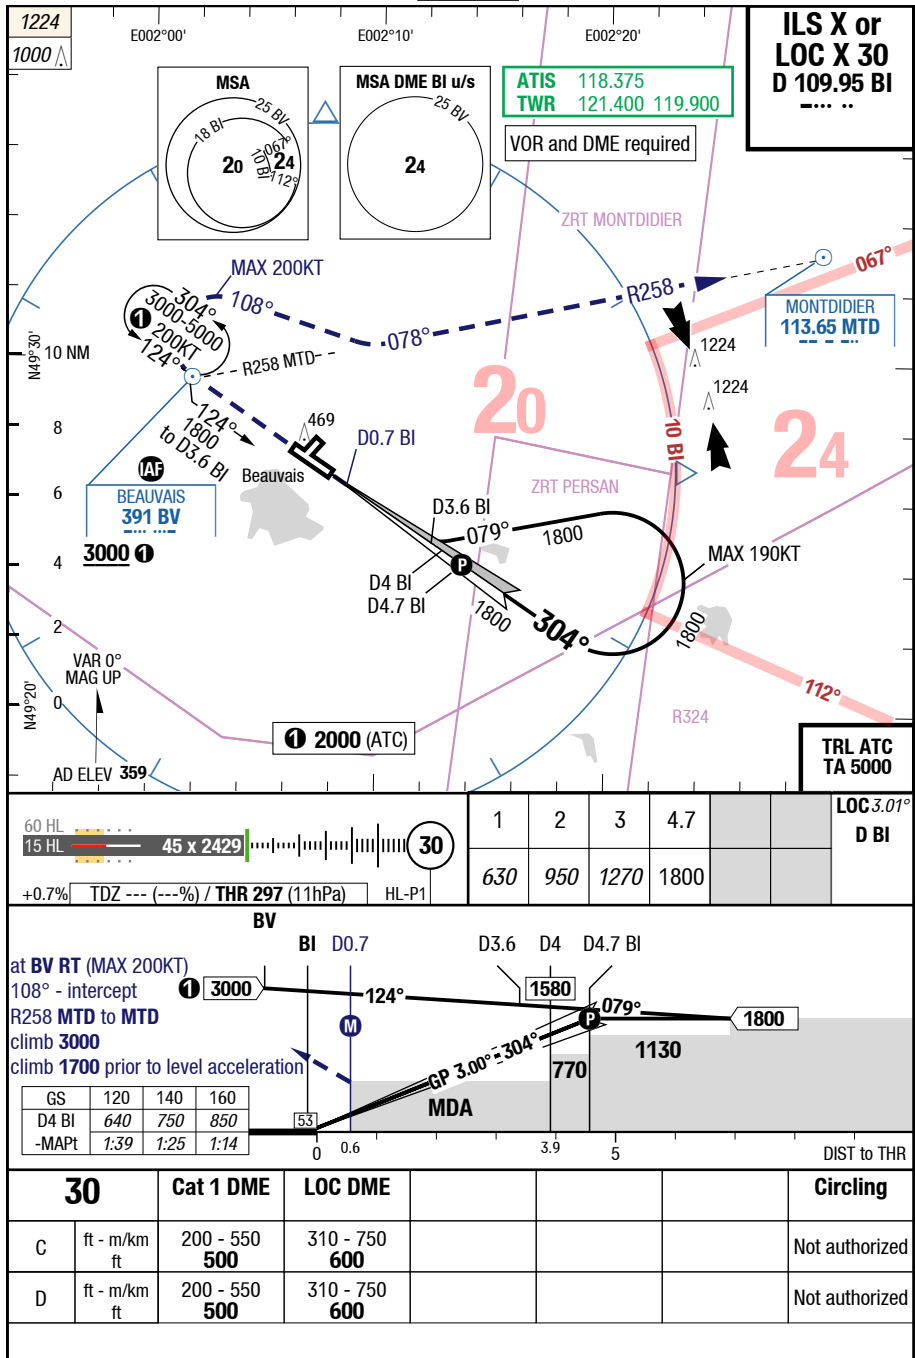 1224
1000
E002°00'
E002°10'
E002°20'
ILS X or
LOC X 30
D 109.95 BI
MSA
25 BV
18 BI
067°
10 BI
112°
20
24
MSA DME BI u/s
25 BV
24
ATIS 118.375
TWR 121.400 119.900
VOR and DME required
ZRT MONTDIDIER
067°
MAX 200KT
108°
078°
R258
MONTDIDIER
113.65 MTD
304°
3000-5000
1
200KT
124°
R258 MTD
N49°30'
10 NM
8
6
4
2
0
N49°20'
124°
1800
to D3.6 BI
IAF
BEAUVAIS
391 BV
3000 1
469
Beauvais
D0.7 BI
20
24
1224
1224
10 BI
ZRT PERSAN
D3.6 BI
079°
1800
D4 BI
D4.7 BI
P
1800
304°
MAX 190KT
1800
112°
R324
VAR 0°
MAG UP
AD ELEV 359
1 2000 (ATC)
TRL ATC
TA 5000
60 HL
15 HL
45 x 2429
30
+0.7%
TDZ --- (---%) / THR 297 (11hPa)
HL-P1
1 2 3 4.7
LOC 3.01°
D BI
630 950 1270 1800
BV
BI D0.7 D3.6 D4 D4.7 BI
at BV RT (MAX 200KT)
108° - intercept
R258 MTD to MTD
climb 3000
climb 1700 prior to level acceleration
1 3000
124°
1580
079°
1800
M
P
GP 3.00° - 304°
1130
770
MDA
53
GS 120 140 160
D4 BI 640 750 850
-MAPt 1:39 1:25 1:14
0 0.6 3.9 5 DIST to THR
30 Cat 1 DME LOC DME Circling
C ft - m/km 200 - 550 310 - 750 Not authorized
ft 500 600
D ft - m/km 200 - 550 310 - 750 Not authorized
ft 500 600